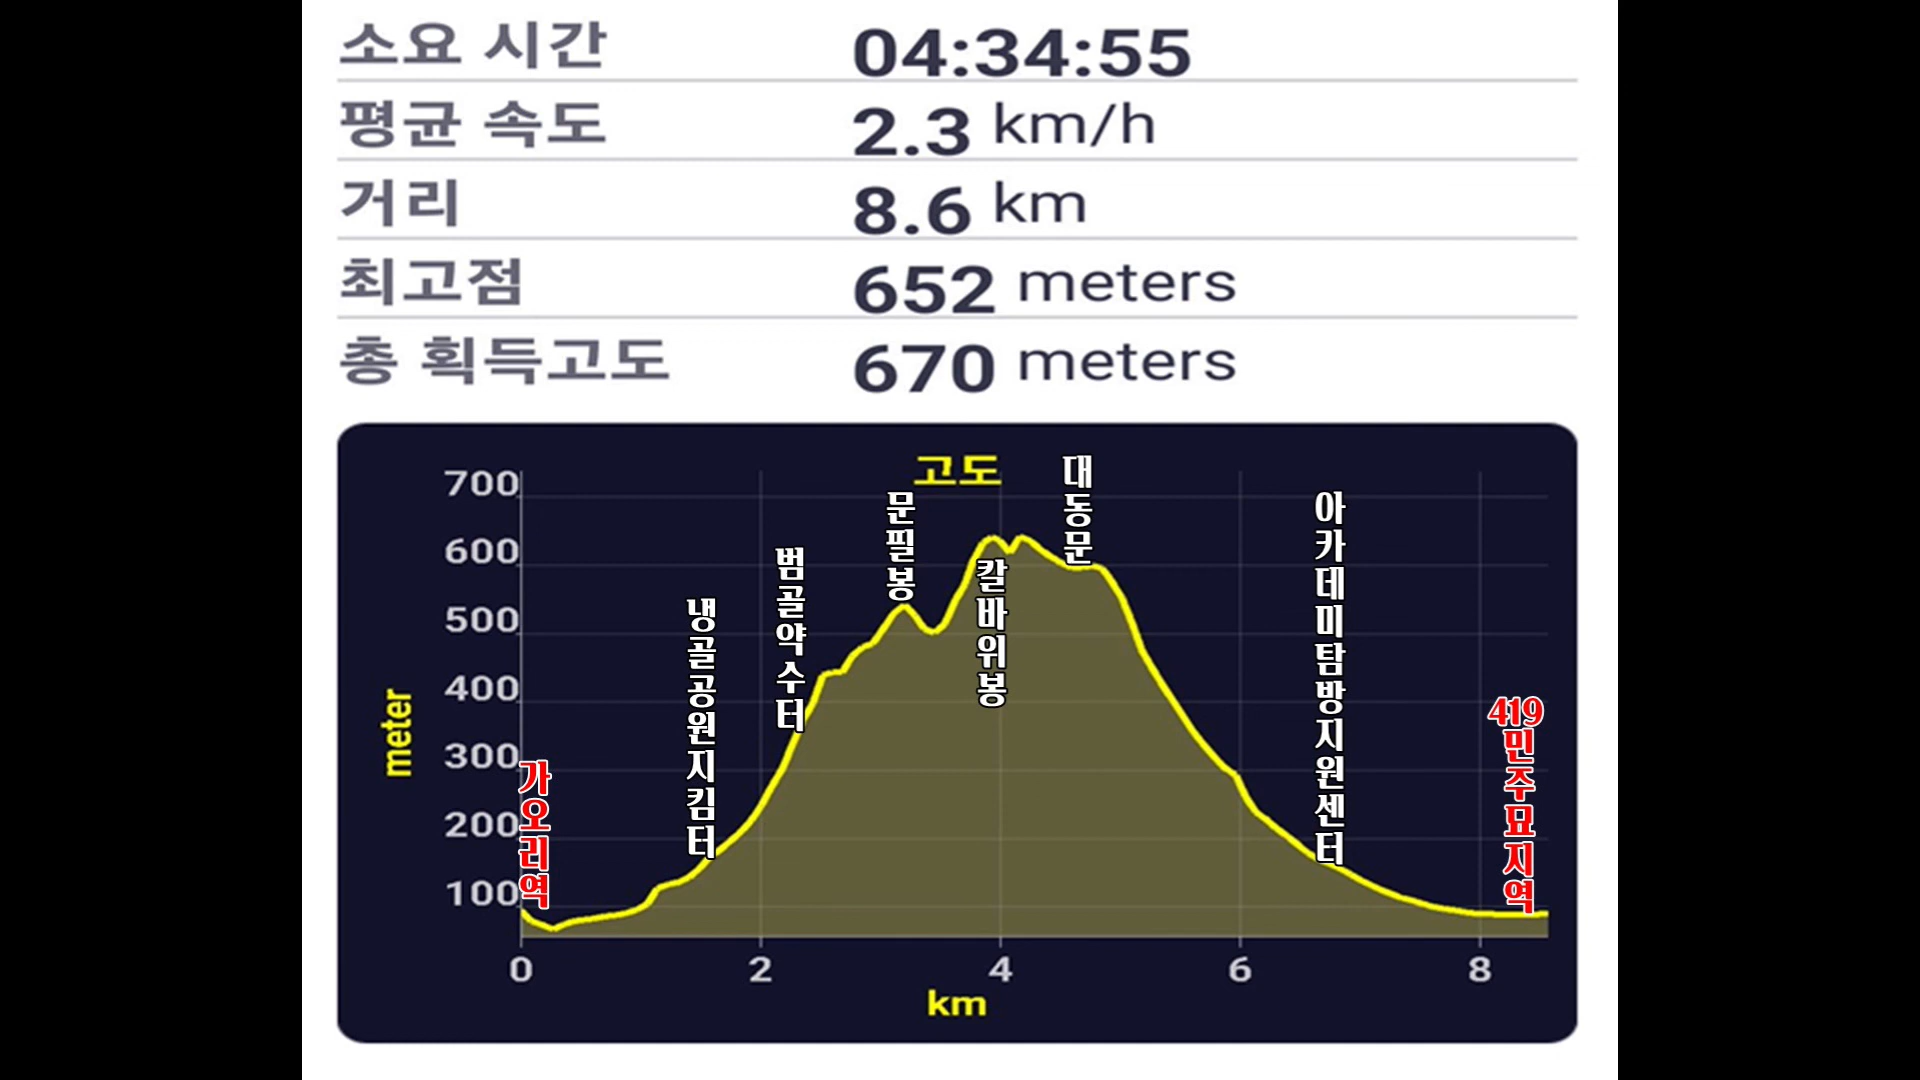 소요 시간 04:34:55
평균 속도 2.3 km/h
거리 8.6 km
최고점 652 meters
총 획득고도 670 meters
고도
700
600
500
400
300
200
100
meter
가오리역
냉골공원지킴터
범골약수터
문필봉
칼바위봉
대동문
아카데미탐방지원센터
419민주묘지역
0 2 4 6 8
km